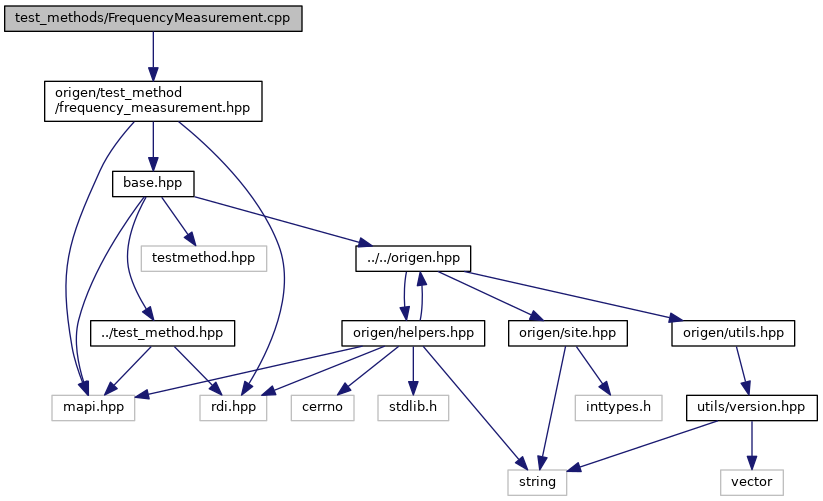 test_methods/FrequencyMeasurement.cpp
origen/test_method
/frequency_measurement.hpp
base.hpp
testmethod.hpp
../../origen.hpp
../test_method.hpp
origen/helpers.hpp
origen/site.hpp
origen/utils.hpp
mapi.hpp
rdi.hpp
cerrno
stdlib.h
inttypes.h
utils/version.hpp
string
vector